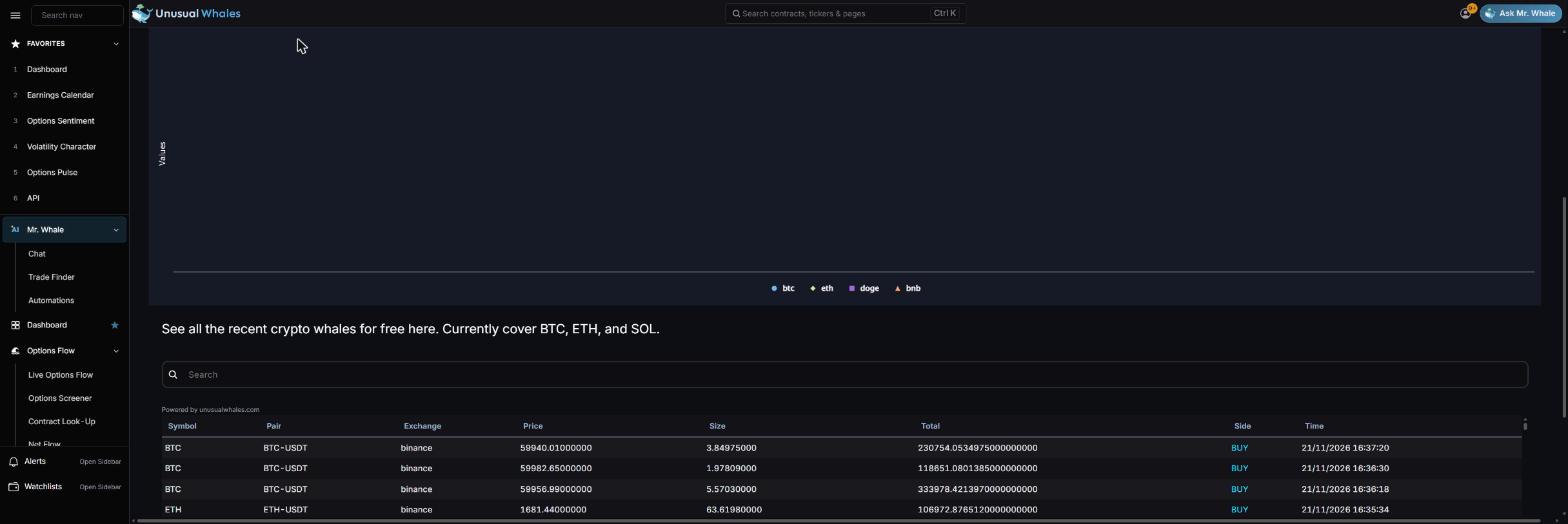 Search nav
Unusual Whales
Search contracts, tickers & pages
Ctrl K
9+
Ask Mr. Whale
FAVORITES
1 Dashboard
2 Earnings Calendar
3 Options Sentiment
4 Volatility Character
5 Options Pulse
6 API
AI Mr. Whale
Chat
Trade Finder
Automations
Dashboard
Options Flow
Live Options Flow
Options Screener
Contract Look-Up
Net Flow
Alerts Open Sidebar
Watchlists Open Sidebar
Values
btc eth doge bnb
See all the recent crypto whales for free here. Currently cover BTC, ETH, and SOL.
Search
Powered by unusualwhales.com
Symbol Pair Exchange Price Size Total Side Time
BTC BTC-USDT binance 59940.01000000 3.84975000 230754.0534975000000000 BUY 21/11/2026 16:37:20
BTC BTC-USDT binance 59982.65000000 1.97809000 118651.0801385000000000 BUY 21/11/2026 16:36:30
BTC BTC-USDT binance 59956.99000000 5.57030000 333978.4213970000000000 BUY 21/11/2026 16:36:18
ETH ETH-USDT binance 1681.44000000 63.61980000 106972.8765120000000000 BUY 21/11/2026 16:35:34